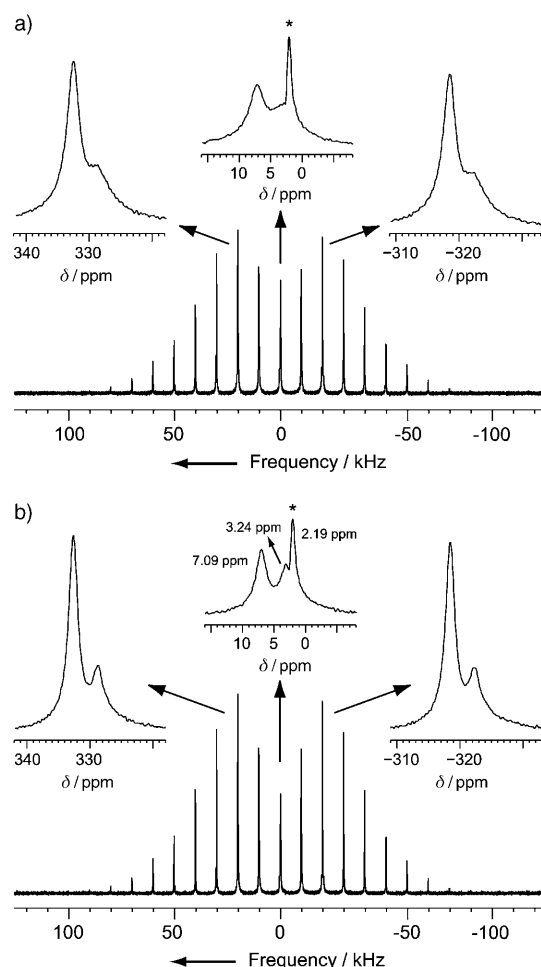 a)
*
10 5 0
δ / ppm
340 330
δ / ppm
−310 −320
δ / ppm
100 50 0 -50 -100
Frequency / kHz
b)
*
3.24 ppm
2.19 ppm
7.09 ppm
10 5 0
δ / ppm
340 330
δ / ppm
−310 −320
δ / ppm
100 50 0 -50 -100
Frequency / kHz